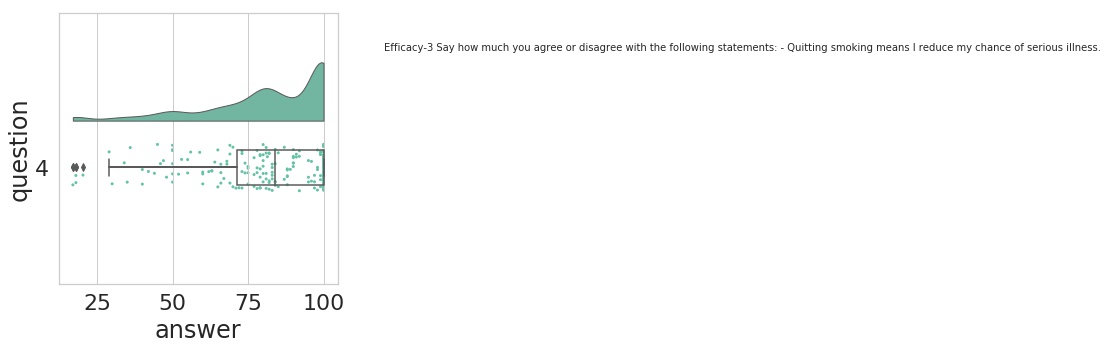 Efficacy-3 Say how much you agree or disagree with the following statements: - Quitting smoking means I reduce my chance of serious illness.
question
4
25 50 75 100
answer